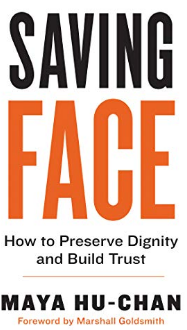 SAVING
FACE
How to Preserve Dignity
and Build Trust
MAYA HU-CHAN
Foreword by Marshall Goldsmith